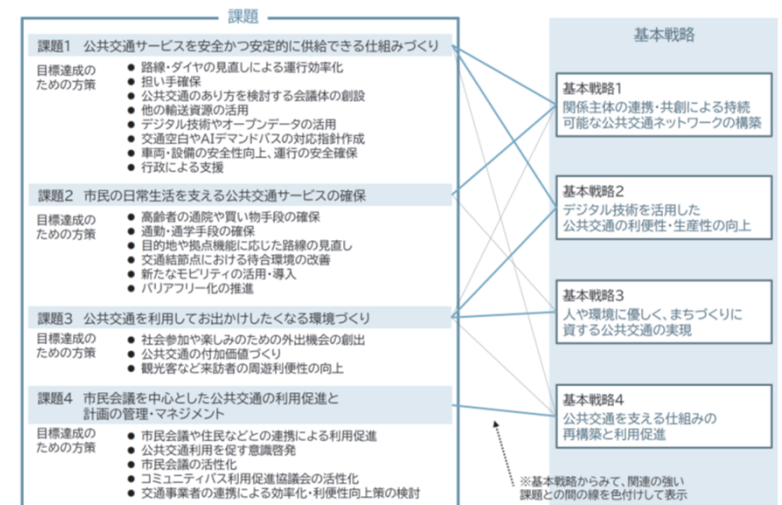 課題
課題1 公共交通サービスを安全かつ安定的に供給できる仕組みづくり
目標達成の
ための方策
● 路線・ダイヤの見直しによる運行効率化
● 担い手確保
● 公共交通のあり方を検討する会議体の創設
● 他の輸送資源の活用
● デジタル技術やオープンデータの活用
● 交通空白やAIデマンドバスの対応指針作成
● 車両・設備の安全性向上、運行の安全確保
● 行政による支援
課題2 市民の日常生活を支える公共交通サービスの確保
目標達成の
ための方策
● 高齢者の通院や買い物手段の確保
● 通勤・通学手段の確保
● 目的地や拠点機能に応じた路線の見直し
● 交通結節点における待合環境の改善
● 新たなモビリティの活用・導入
● バリアフリー化の推進
課題3 公共交通を利用してお出かけしたくなる環境づくり
目標達成の
ための方策
● 社会参加や楽しみのための外出機会の創出
● 公共交通の付加価値づくり
● 観光客など来訪者の周遊利便性の向上
課題4 市民会議を中心とした公共交通の利用促進と
計画の管理・マネジメント
目標達成の
ための方策
● 市民会議や住民などとの連携による利用促進
● 公共交通利用を促す意識啓発
● 市民会議の活性化
● コミュニティバス利用促進協議会の活性化
● 交通事業者の連携による効率化・利便性向上策の検討
基本戦略
基本戦略1
関係主体の連携・共創による持続
可能な公共交通ネットワークの構築
基本戦略2
デジタル技術を活用した
公共交通の利便性・生産性の向上
基本戦略3
人や環境に優しく、まちづくりに
資する公共交通の実現
基本戦略4
公共交通を支える仕組みの
再構築と利用促進
※基本戦略からみて、関連の強い
課題との間の線を色付けして表示